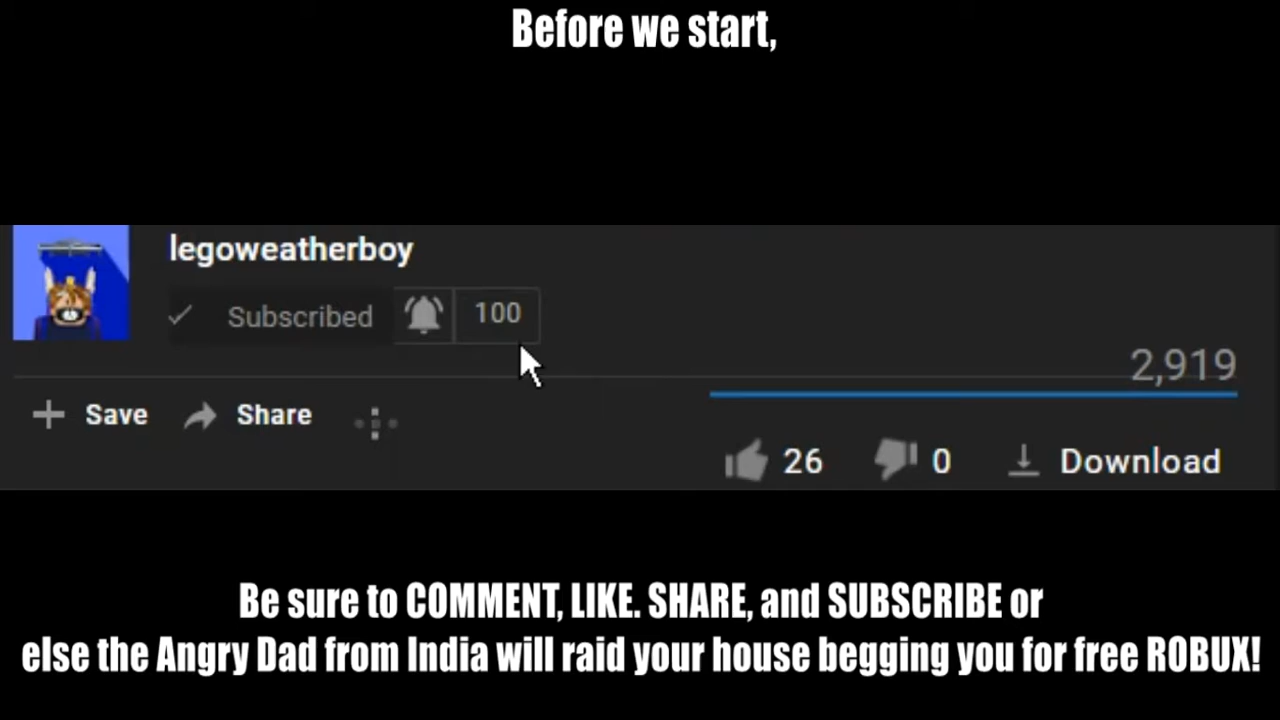 Before we start,
legoweatherboy
Subscribed 100
2,919
Save Share
26 0 Download
Be sure to COMMENT, LIKE. SHARE, and SUBSCRIBE or
else the Angry Dad from India will raid your house begging you for free ROBUX!